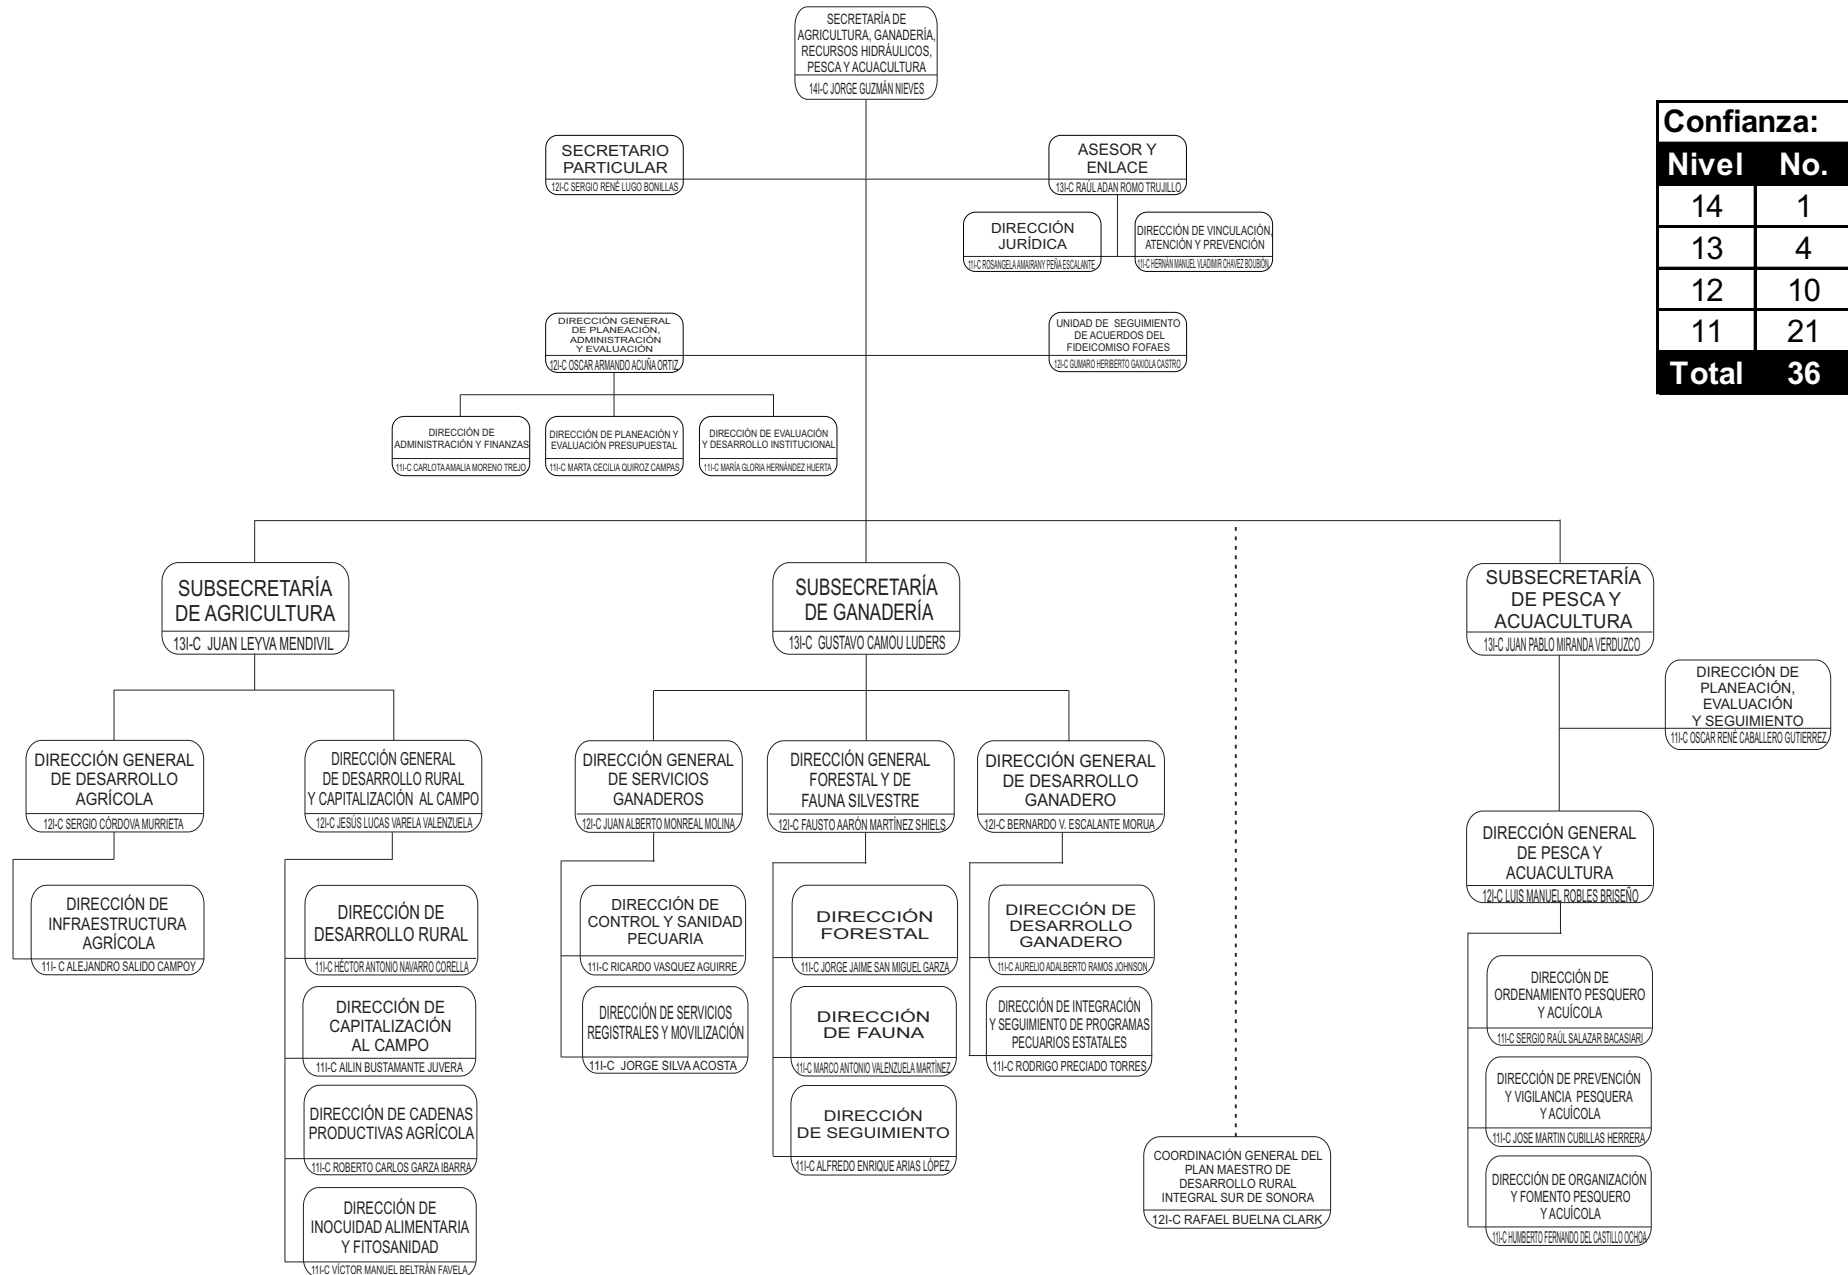 SECRETARÍA DE
AGRICULTURA, GANADERÍA,
RECURSOS HIDRÁULICOS,
PESCA Y ACUACULTURA
14I-C JORGE GUZMÁN NIEVES
SECRETARIO
PARTICULAR
12I-C SERGIO RENÉ LUGO BONILLAS
ASESOR Y
ENLACE
13I-C RAÚL ADAN ROMO TRUJILLO
DIRECCIÓN
JURÍDICA
11I-C ROSANGELA AMAIRANY PEÑA ESCALANTE
DIRECCIÓN DE VINCULACIÓN,
ATENCIÓN Y PREVENCIÓN
11I-C HERNÁN MANUEL VLADIMIR CHAVEZ BOUBIÓN
Confianza:
Nivel No.
14 1
13 4
12 10
11 21
Total 36
DIRECCIÓN GENERAL
DE PLANEACIÓN,
ADMINISTRACIÓN
Y EVALUACIÓN
12I-C OSCAR ARMANDO ACUÑA ORTIZ
UNIDAD DE SEGUIMIENTO
DE ACUERDOS DEL
FIDEICOMISO FOFAES
12I-C GUMARO HERIBERTO GAXIOLA CASTRO
DIRECCIÓN DE
ADMINISTRACIÓN Y FINANZAS
11I-C CARLOTA AMALIA MORENO TREJO
DIRECCIÓN DE PLANEACIÓN Y
EVALUACIÓN PRESUPUESTAL
11I-C MARTA CECILIA QUIROZ CAMPAS
DIRECCIÓN DE EVALUACIÓN
Y DESARROLLO INSTITUCIONAL
11I-C MARÍA GLORIA HERNÁNDEZ HUERTA
SUBSECRETARÍA
DE AGRICULTURA
13I-C JUAN LEYVA MENDIVIL
SUBSECRETARÍA
DE GANADERÍA
13I-C GUSTAVO CAMOU LUDERS
SUBSECRETARÍA
DE PESCA Y
ACUACULTURA
13I-C JUAN PABLO MIRANDA VERDUZCO
DIRECCIÓN DE
PLANEACIÓN,
EVALUACIÓN
Y SEGUIMIENTO
11I-C OSCAR RENÉ CABALLERO GUTIERREZ
DIRECCIÓN GENERAL
DE DESARROLLO
AGRÍCOLA
12I-C SERGIO CÓRDOVA MURRIETA
DIRECCIÓN GENERAL
DE DESARROLLO RURAL
Y CAPITALIZACIÓN AL CAMPO
12I-C JESÚS LUCAS VARELA VALENZUELA
DIRECCIÓN GENERAL
DE SERVICIOS
GANADEROS
12I-C JUAN ALBERTO MONREAL MOLINA
DIRECCIÓN GENERAL
FORESTAL Y DE
FAUNA SILVESTRE
12I-C FAUSTO AARÓN MARTÍNEZ SHIELS
DIRECCIÓN GENERAL
DE DESARROLLO
GANADERO
12I-C BERNARDO V. ESCALANTE MORUA
DIRECCIÓN GENERAL
DE PESCA Y
ACUACULTURA
12I-C LUIS MANUEL ROBLES BRISEÑO
DIRECCIÓN DE
INFRAESTRUCTURA
AGRÍCOLA
11I- C ALEJANDRO SALIDO CAMPOY
DIRECCIÓN DE
DESARROLLO RURAL
11I-C HÉCTOR ANTONIO NAVARRO CORELLA
DIRECCIÓN DE
CAPITALIZACIÓN
AL CAMPO
11I-C AILIN BUSTAMANTE JUVERA
DIRECCIÓN DE CADENAS
PRODUCTIVAS AGRÍCOLA
11I-C ROBERTO CARLOS GARZA IBARRA
DIRECCIÓN DE
INOCUIDAD ALIMENTARIA
Y FITOSANIDAD
11I-C VÍCTOR MANUEL BELTRÁN FAVELA
DIRECCIÓN DE
CONTROL Y SANIDAD
PECUARIA
11I-C RICARDO VASQUEZ AGUIRRE
DIRECCIÓN DE SERVICIOS
REGISTRALES Y MOVILIZACIÓN
11I-C JORGE SILVA ACOSTA
DIRECCIÓN
FORESTAL
11I-C JORGE JAIME SAN MIGUEL GARZA
DIRECCIÓN
DE FAUNA
11I-C MARCO ANTONIO VALENZUELA MARTÍNEZ
DIRECCIÓN
DE SEGUIMIENTO
11I-C ALFREDO ENRIQUE ARIAS LÓPEZ
DIRECCIÓN DE
DESARROLLO
GANADERO
11I-C AURELIO ADALBERTO RAMOS JOHNSON
DIRECCIÓN DE INTEGRACIÓN
Y SEGUIMIENTO DE PROGRAMAS
PECUARIOS ESTATALES
11I-C RODRIGO PRECIADO TORRES
COORDINACIÓN GENERAL DEL
PLAN MAESTRO DE
DESARROLLO RURAL
INTEGRAL SUR DE SONORA
12I-C RAFAEL BUELNA CLARK
DIRECCIÓN DE
ORDENAMIENTO PESQUERO
Y ACUÍCOLA
11I-C SERGIO RAÚL SALAZAR BACASIARI
DIRECCIÓN DE PREVENCIÓN
Y VIGILANCIA PESQUERA
Y ACUÍCOLA
11I-C JOSE MARTIN CUBILLAS HERRERA
DIRECCIÓN DE ORGANIZACIÓN
Y FOMENTO PESQUERO
Y ACUÍCOLA
11I-C HUMBERTO FERNANDO DEL CASTILLO OCHOA